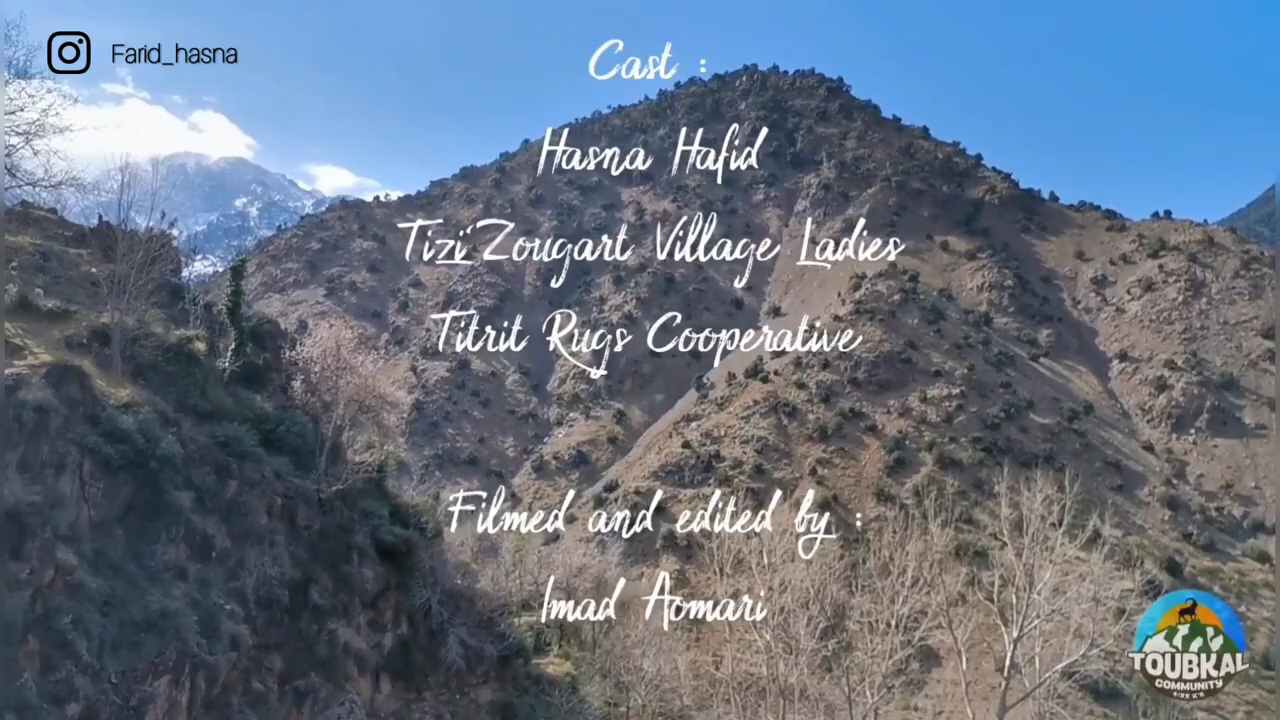 Farid_hasna
Cast :
Hasna Hafid
Tizi Zougart Village Ladies
Titrit Rugs Cooperative
Filmed and edited by :
Imad Aomari
TOUBKAL
COMMUNITY